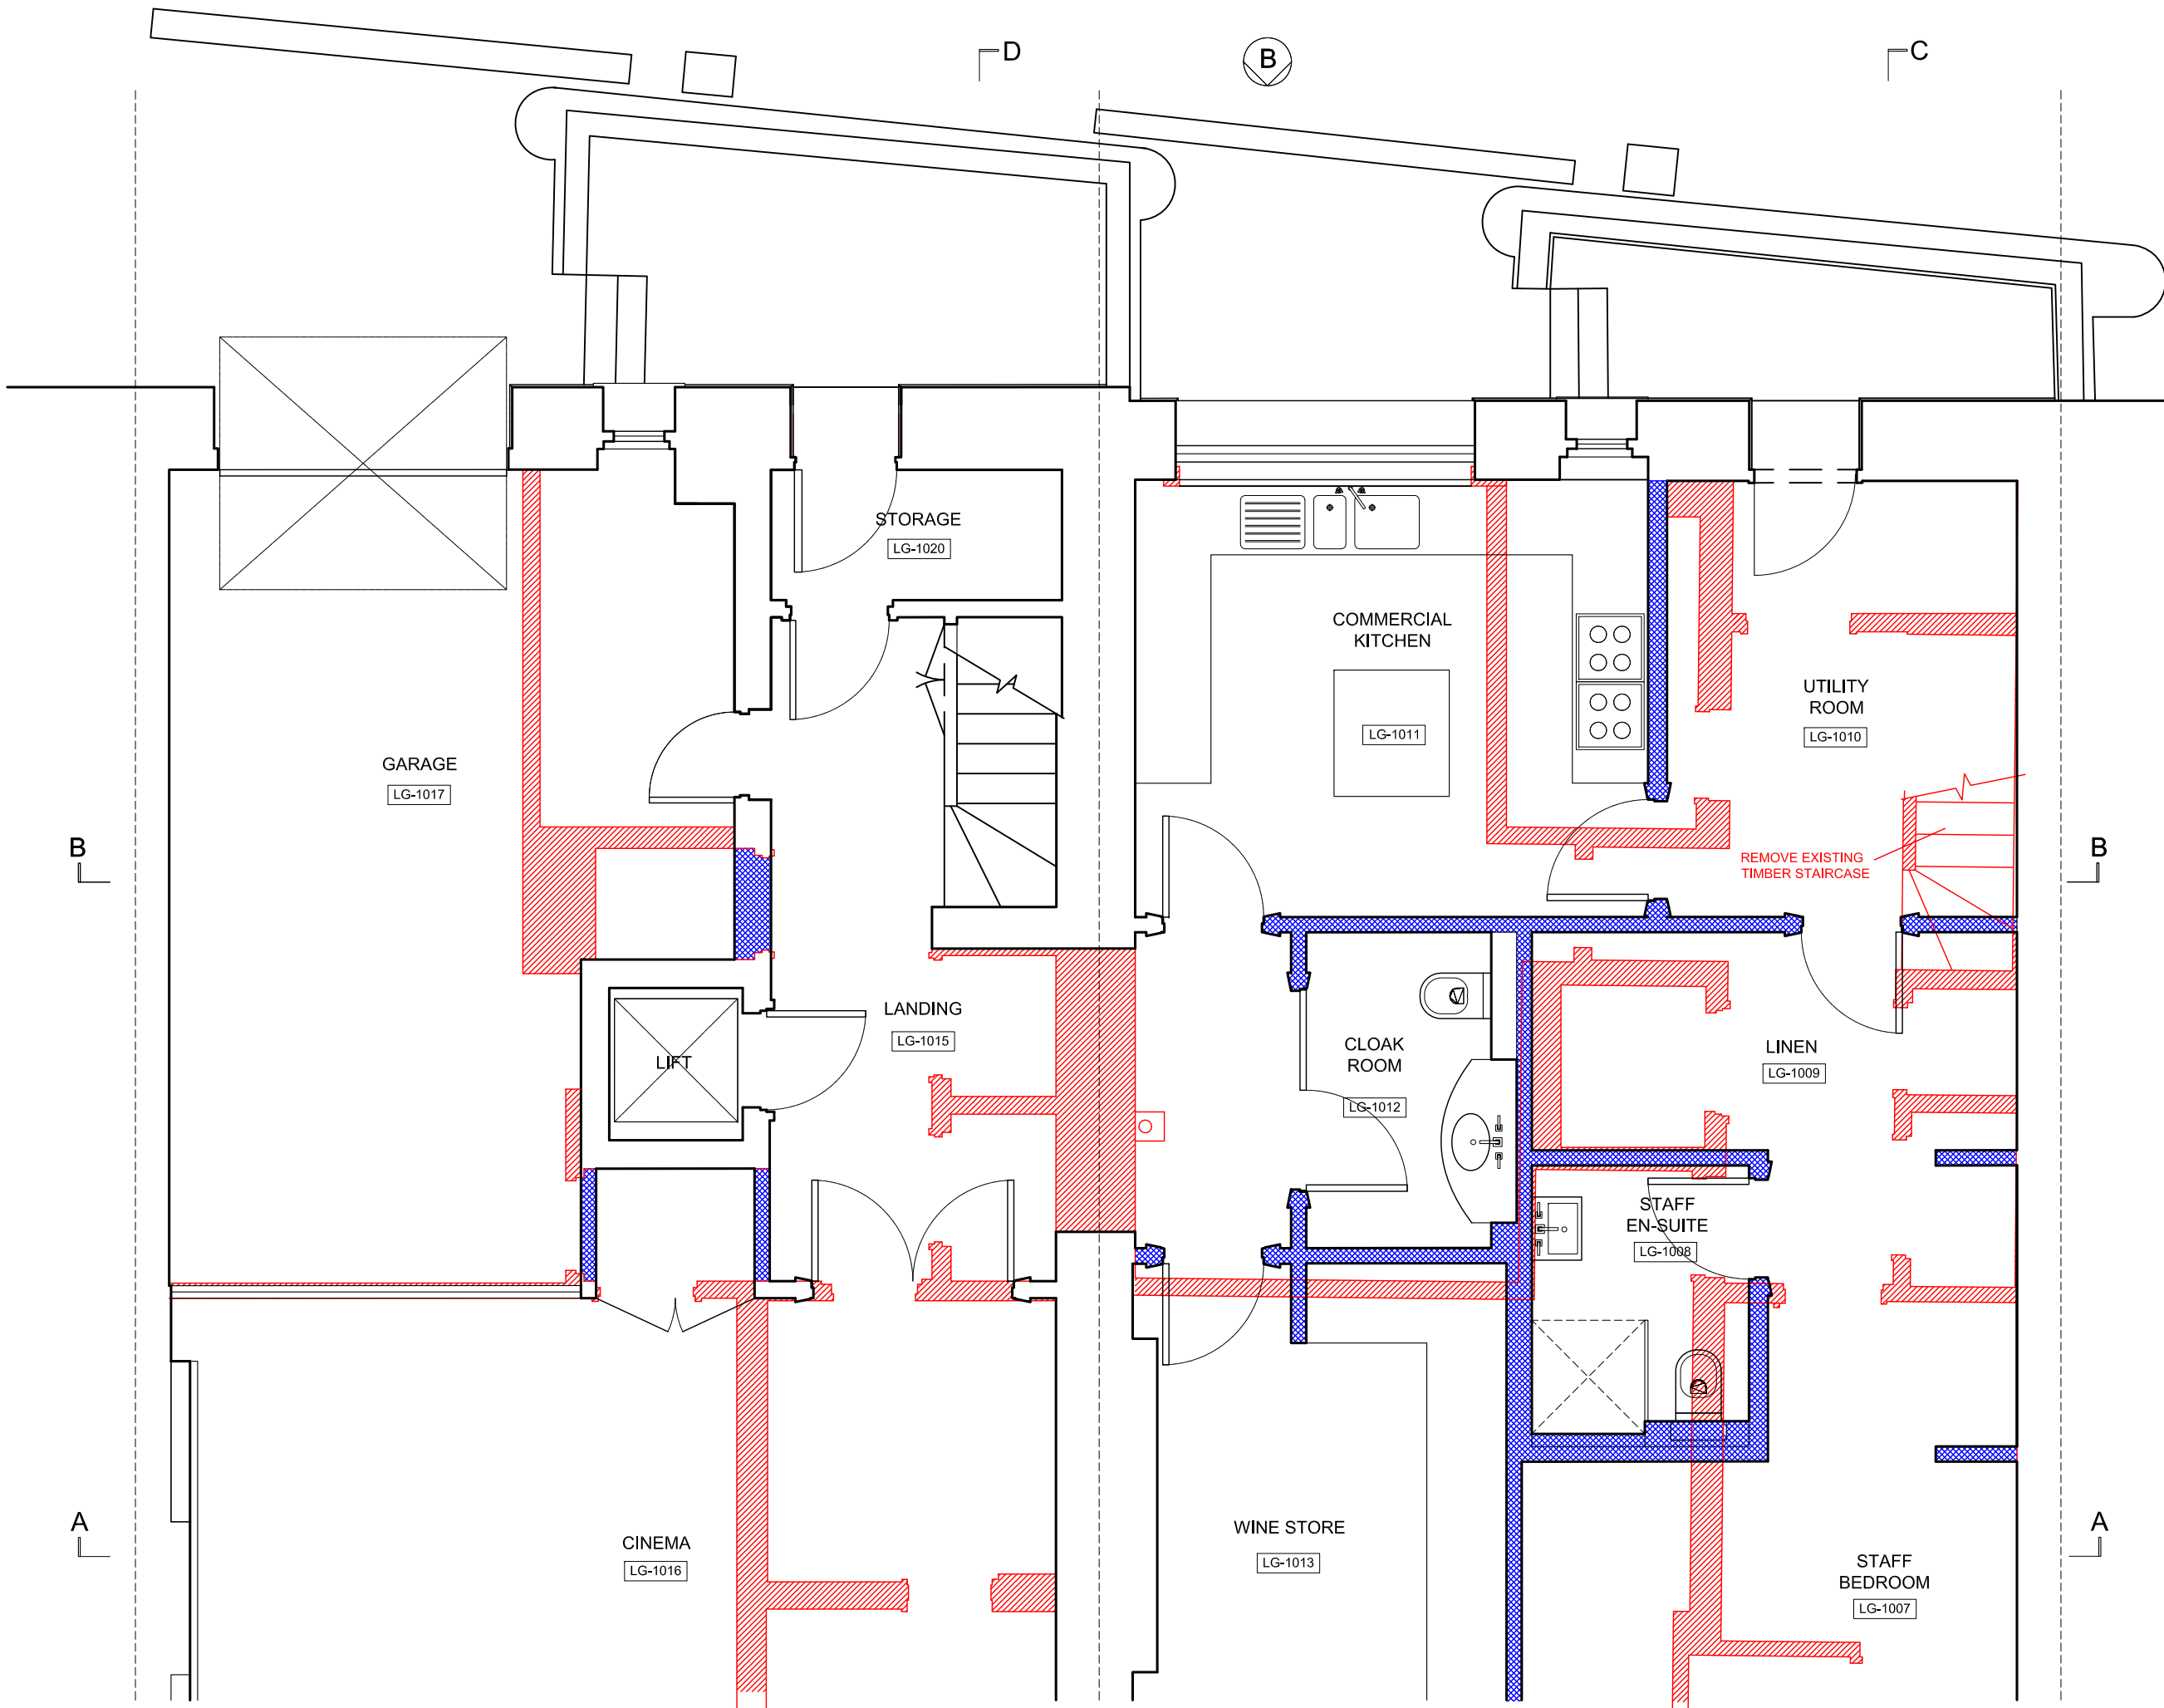 D
B
C
STORAGE
LG-1020
COMMERCIAL
KITCHEN
LG-1011
UTILITY
ROOM
LG-1010
GARAGE
LG-1017
B
B
REMOVE EXISTING
TIMBER STAIRCASE
LANDING
LG-1015
LIFT
CLOAK
ROOM
LG-1012
LINEN
LG-1009
STAFF
EN-SUITE
LG-1008
A
A
CINEMA
LG-1016
WINE STORE
LG-1013
STAFF
BEDROOM
LG-1007